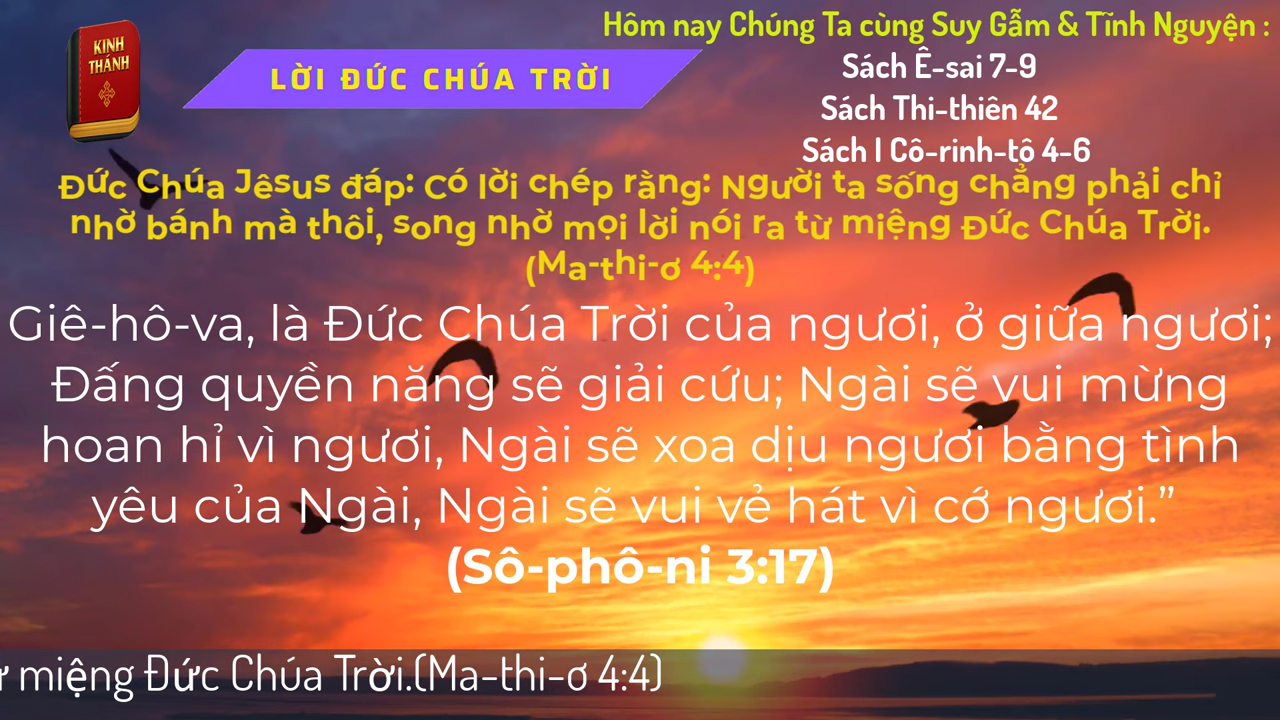 KINH
THÁNH
LỜI ĐỨC CHÚA TRỜI
Hôm nay Chúng Ta cùng Suy Gẫm & Tĩnh Nguyện :
Sách Ê-sai 7-9
Sách Thi-thiên 42
Sách I Cô-rinh-tô 4-6
Đức Chúa Jêsus đáp: Có lời chép rằng: Người ta sống chẳng phải chỉ
nhờ bánh mà thôi, song nhờ mọi lời nói ra từ miệng Đức Chúa Trời.
(Ma-thi-ơ 4:4)
Giê-hô-va, là Đức Chúa Trời của ngươi, ở giữa ngươi;
Đấng quyền năng sẽ giải cứu; Ngài sẽ vui mừng
hoan hỉ vì ngươi, Ngài sẽ xoa dịu ngươi bằng tình
yêu của Ngài, Ngài sẽ vui vẻ hát vì cớ ngươi.”
(Sô-phô-ni 3:17)
miệng Đức Chúa Trời.(Ma-thi-ơ 4:4)